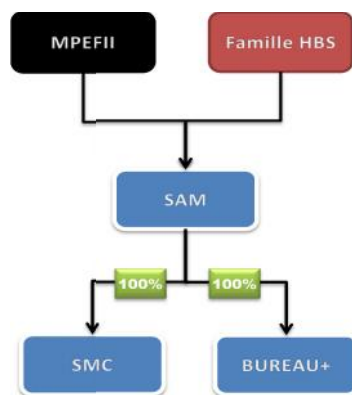 MPEFII
Famille HBS
SAM
100%
100%
SMC
BUREAU+